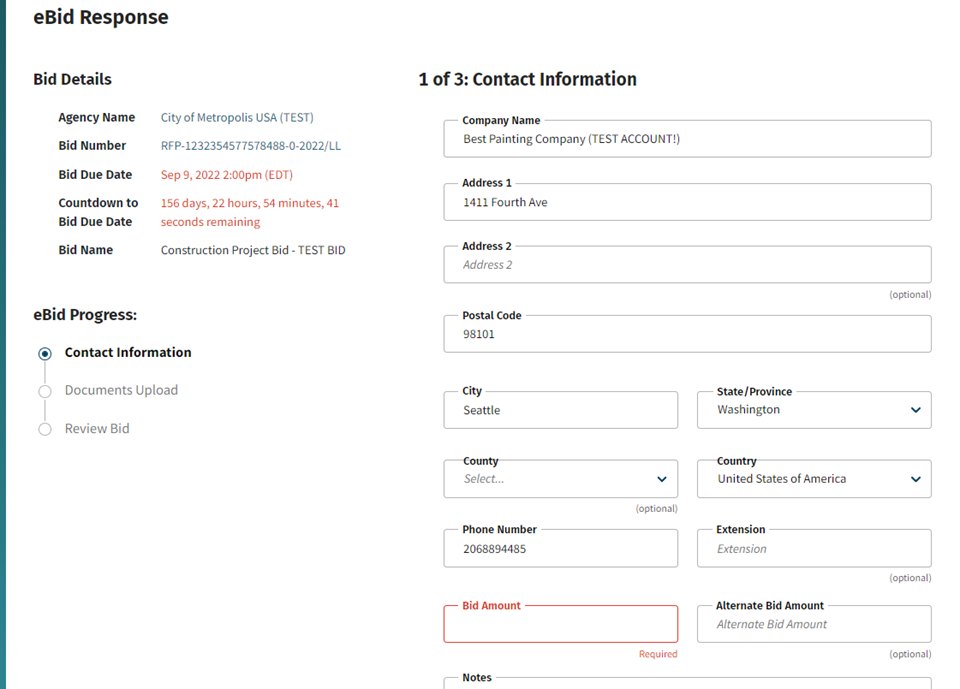 eBid Response
Bid Details
Agency Name City of Metropolis USA (TEST)
Bid Number RFP-1232354577578488-0-2022/LL
Bid Due Date Sep 9, 2022 2:00pm (EDT)
Countdown to 156 days, 22 hours, 54 minutes, 41
Bid Due Date seconds remaining
Bid Name Construction Project Bid - TEST BID
eBid Progress:
Contact Information
Documents Upload
Review Bid
1 of 3: Contact Information
Company Name
Best Painting Company (TEST ACCOUNT!)
Address 1
1411 Fourth Ave
Address 2
Address 2
(optional)
Postal Code
98101
City State/Province
Seattle Washington
County Country
Select... United States of America
(optional)
Phone Number Extension
2068894485 Extension
(optional)
Bid Amount Alternate Bid Amount
Alternate Bid Amount
Required (optional)
Notes